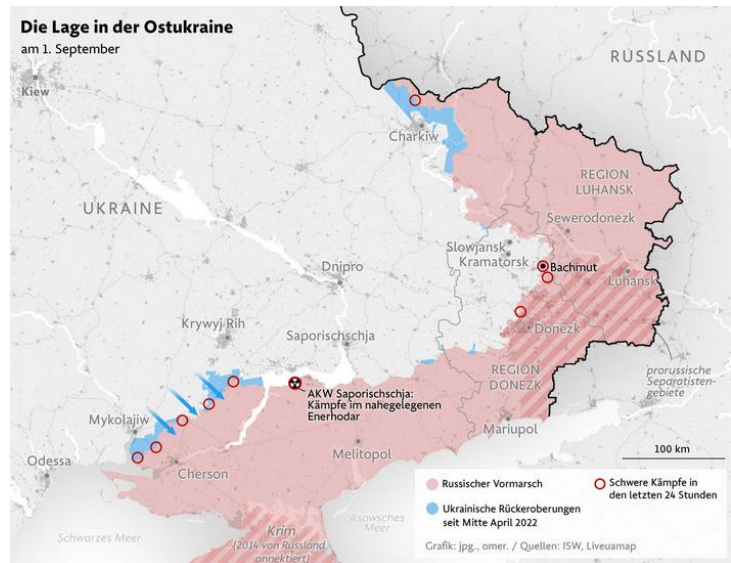 Die Lage in der Ostukraine
am 1. September
RUSSLAND
Kiew
Charkiw
REGION
LUHANSK
UKRAINE
Sewerodonezk
Slowjansk
Kramatorsk
Bachmut
Dnipro
Luhansk
Krywyj Rih
Saporischschja
Donezk
AKW Saporischschja:
Kämpfe im nahegelegenen
Enerhodar
REGION
DONEZK
prorussische
Separatisten-
gebiete
Mykolajiw
Mariupol
Odessa
Cherson
Melitopol
100 km
Russischer Vormarsch
Schwere Kämpfe in
den letzten 24 Stunden
Ukrainische Rückeroberungen
seit Mitte April 2022
Schwarzes Meer
Asowsches
Meer
Krim
(2014 von Russland
annektiert)
Grafik: jpg., omer. / Quellen: ISW, Liveuamap